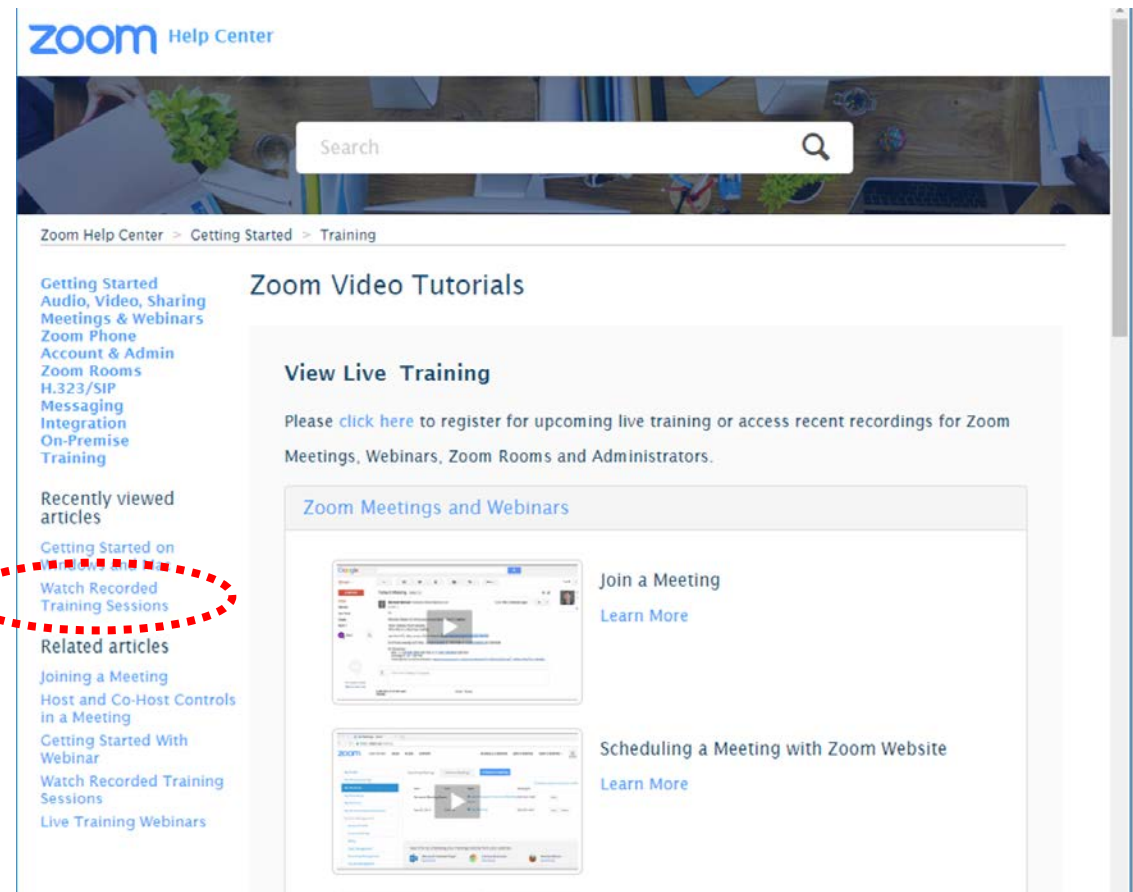 zoom Help Center
Search
Zoom Help Center > Getting Started > Training
Getting Started
Audio, Video, Sharing
Meetings & Webinars
Zoom Phone
Account & Admin
Zoom Rooms
H.323/SIP
Messaging
Integration
On-Premise
Training
Recently viewed
articles
Getting Started on
Windows and Mac
Watch Recorded
Training Sessions
Related articles
Joining a Meeting
Host and Co-Host Controls
in a Meeting
Getting Started With
Webinar
Watch Recorded Training
Sessions
Live Training Webinars
Zoom Video Tutorials
View Live Training
Please click here to register for upcoming live training or access recent recordings for Zoom
Meetings, Webinars, Zoom Rooms and Administrators.
Zoom Meetings and Webinars
Google
Join a Meeting
Learn More
zoom
Scheduling a Meeting with Zoom Website
Learn More